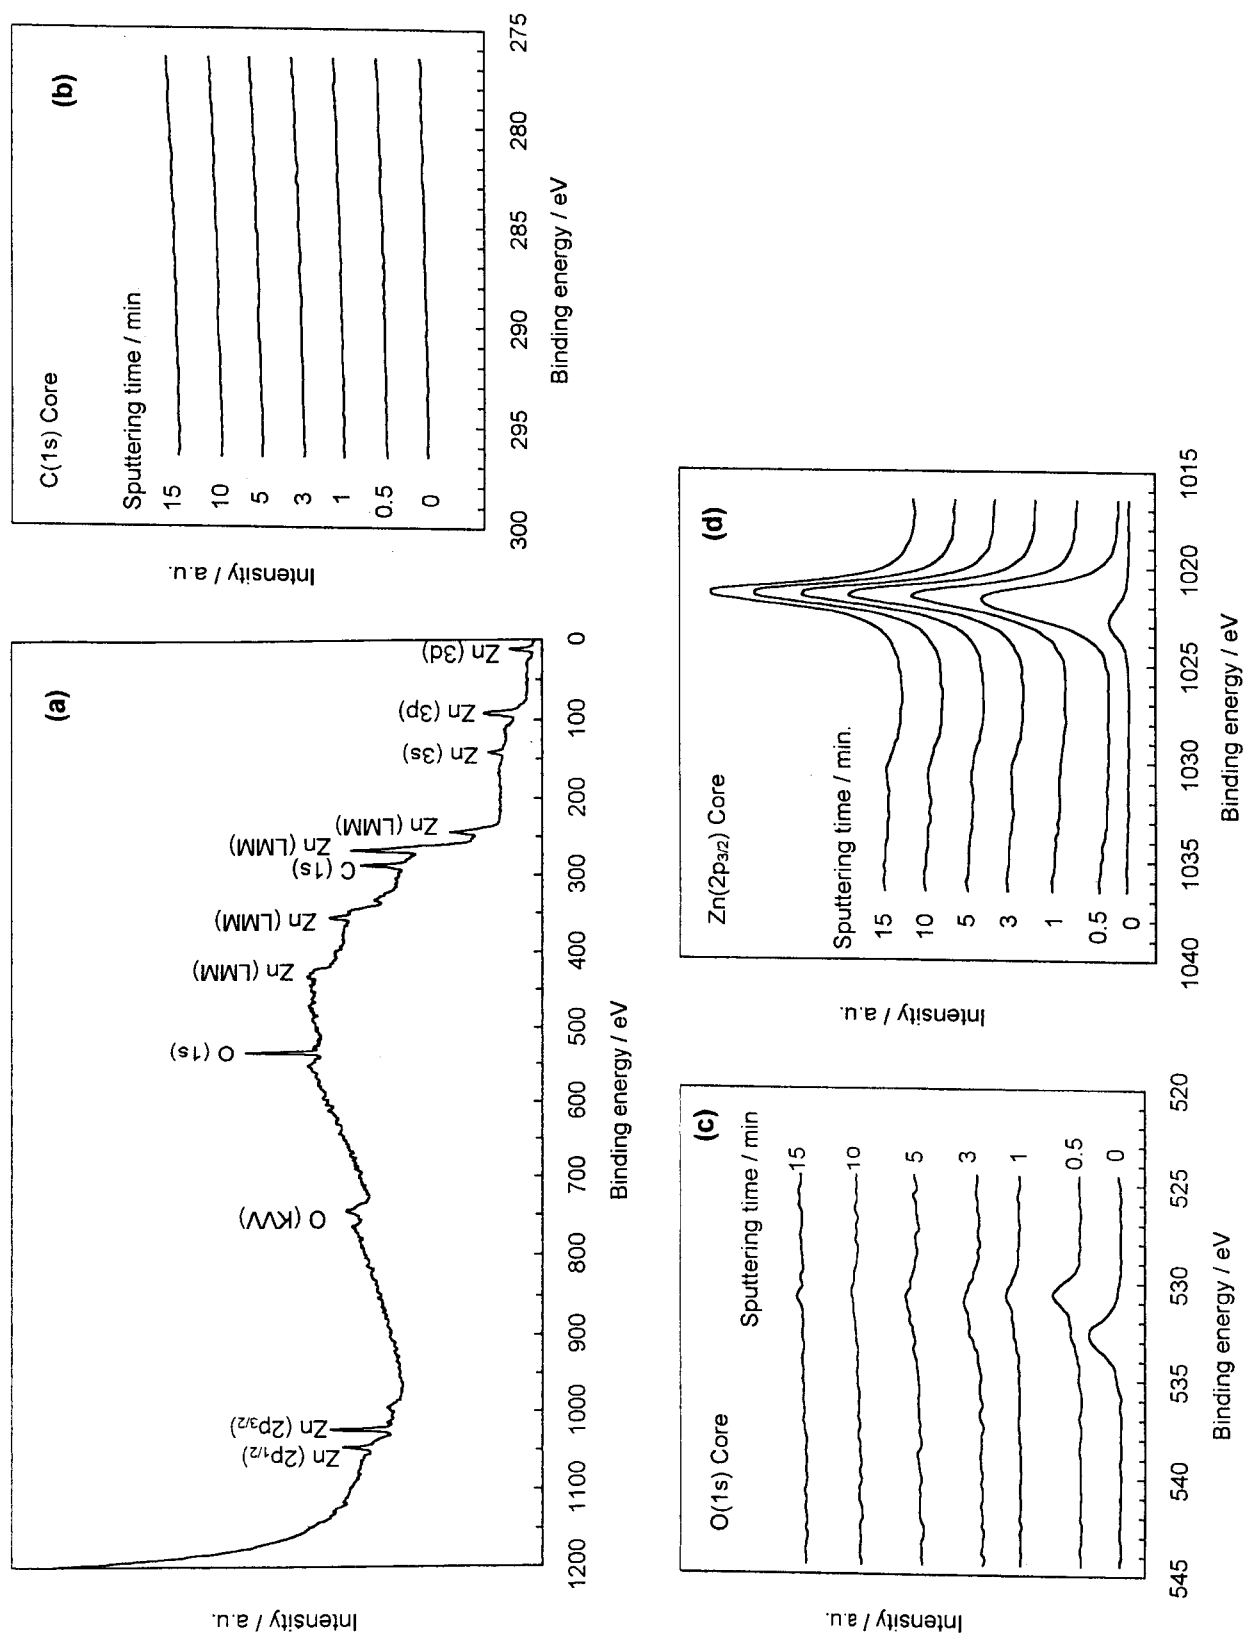 (a)
Zn (2p1/2)
Zn (2p3/2)
O (KVV)
O (1s)
Zn (LMM)
Zn (LMM)
C (1s)
Zn (LMM)
Zn (LMM)
Zn (3s)
Zn (3p)
Zn (3d)
1200 1100 1000 900 800 700 600 500 400 300 200 100 0
Binding energy / eV
Intensity / a.u.
C(1s) Core
(b)
Sputtering time / min
15
10
5
3
1
0.5
0
300 295 290 285 280 275
Binding energy / eV
Intensity / a.u.
O(1s) Core
(c)
Sputtering time / min
15
10
5
3
1
0.5
0
545 540 535 530 525 520
Binding energy / eV
Intensity / a.u.
Zn(2p3/2) Core
(d)
Sputtering time / min.
15
10
5
3
1
0.5
0
1040 1035 1030 1025 1020 1015
Binding energy / eV
Intensity / a.u.